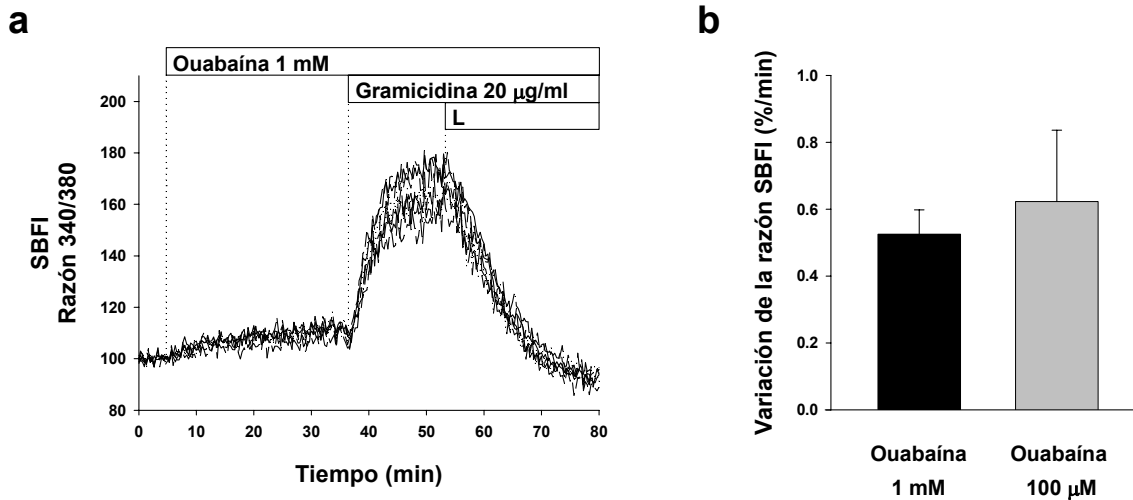 a
Ouabaína 1 mM
Gramicidina 20 μg/ml
L
200
180
160
140
120
100
80
SBFI
Razón 340/380
0 10 20 30 40 50 60 70 80
Tiempo (min)
b
Variación de la razón SBFI (%/min)
1.0
0.8
0.6
0.4
0.2
0.0
Ouabaína Ouabaína
1 mM 100 μM